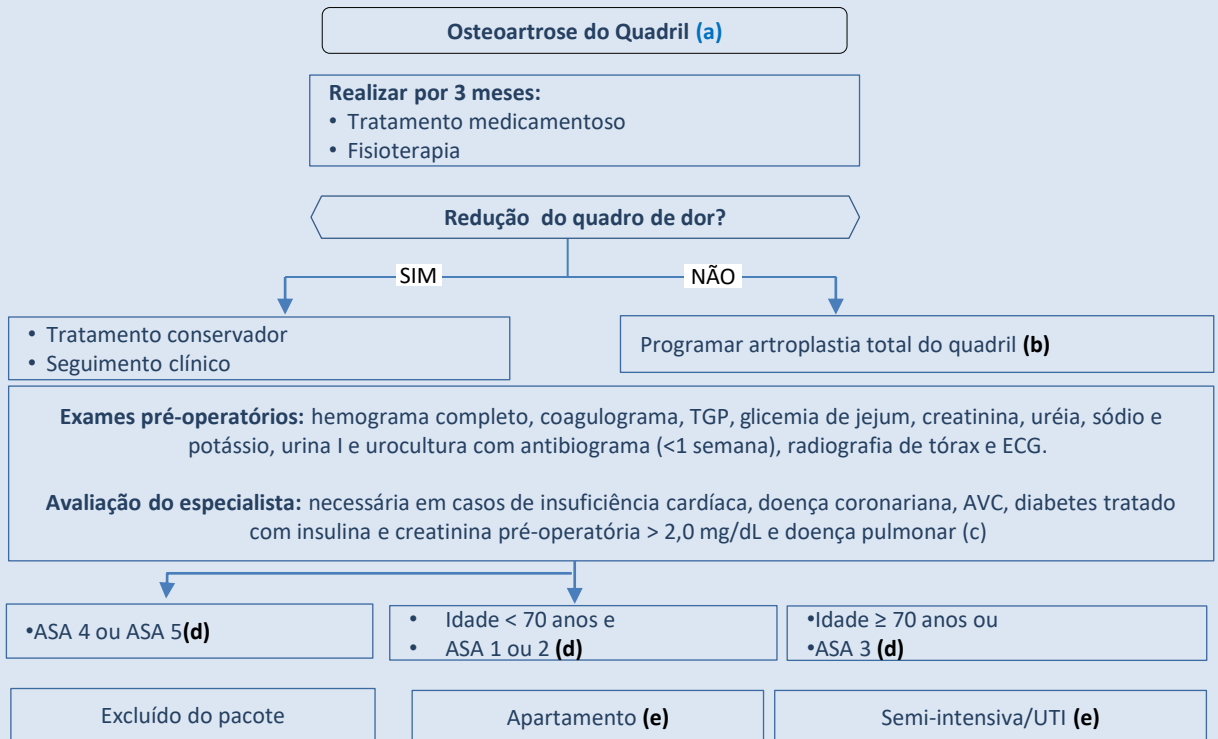 Osteoartrose do Quadril (a)
Realizar por 3 meses:
• Tratamento medicamentoso
• Fisioterapia
Redução do quadro de dor?
SIM
NÃO
• Tratamento conservador
• Seguimento clínico
Programar artroplastia total do quadril (b)
Exames pré-operatórios: hemograma completo, coagulograma, TGP, glicemia de jejum, creatinina, uréia, sódio e
potássio, urina I e urocultura com antibiograma (<1 semana), radiografia de tórax e ECG.
Avaliação do especialista: necessária em casos de insuficiência cardíaca, doença coronariana, AVC, diabetes tratado
com insulina e creatinina pré-operatória > 2,0 mg/dL e doença pulmonar (c)
•ASA 4 ou ASA 5(d)
• Idade < 70 anos e
• ASA 1 ou 2 (d)
•Idade ≥ 70 anos ou
•ASA 3 (d)
Excluído do pacote
Apartamento (e)
Semi-intensiva/UTI (e)